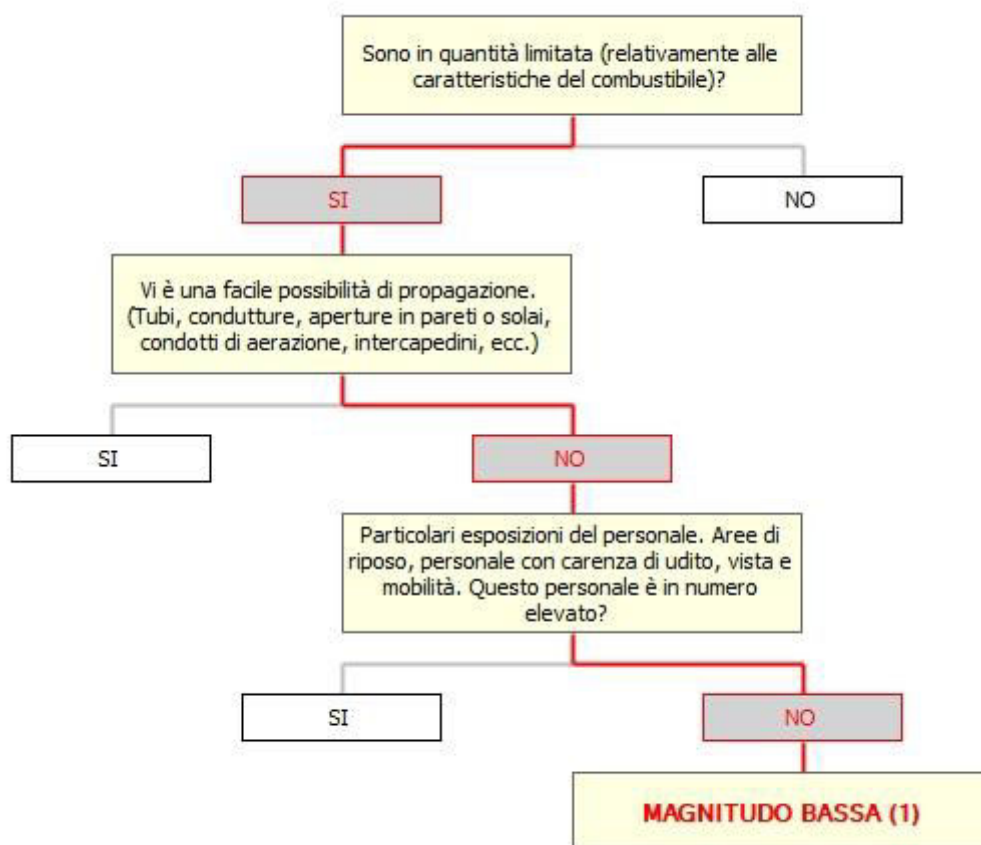 Sono in quantità limitata (relativamente alle
caratteristiche del combustibile)?
SI
NO
Vi è una facile possibilità di propagazione.
(Tubi, condutture, aperture in pareti o solai,
condotti di aerazione, intercapedini, ecc.)
SI
NO
Particolari esposizioni del personale. Aree di
riposo, personale con carenza di udito, vista e
mobilità. Questo personale è in numero
elevato?
SI
NO
MAGNITUDO BASSA (1)